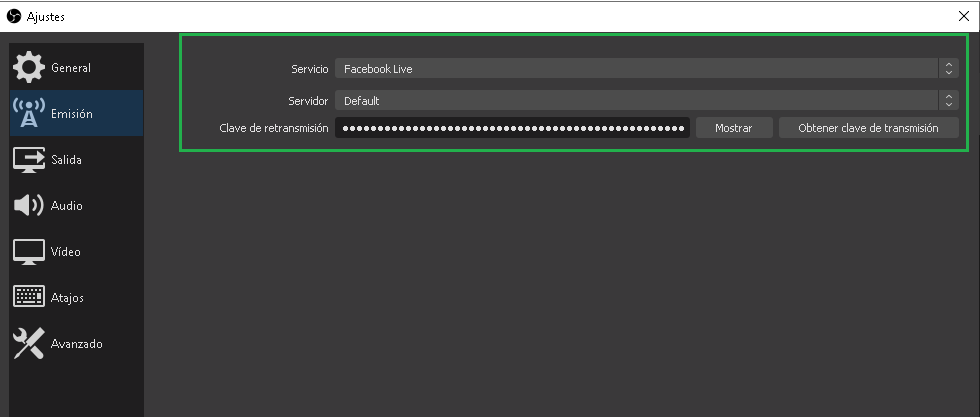 Ajustes
General
Emisión
Salida
Audio
Vídeo
Atajos
Avanzado
Servicio Facebook Live
Servidor Default
Clave de retransmisión ●●●●●●●●●●●●●●●●●●●●●●●●●●●●●●●●●●●●●●●●●●●●●●●●● Mostrar Obtener clave de transmisión